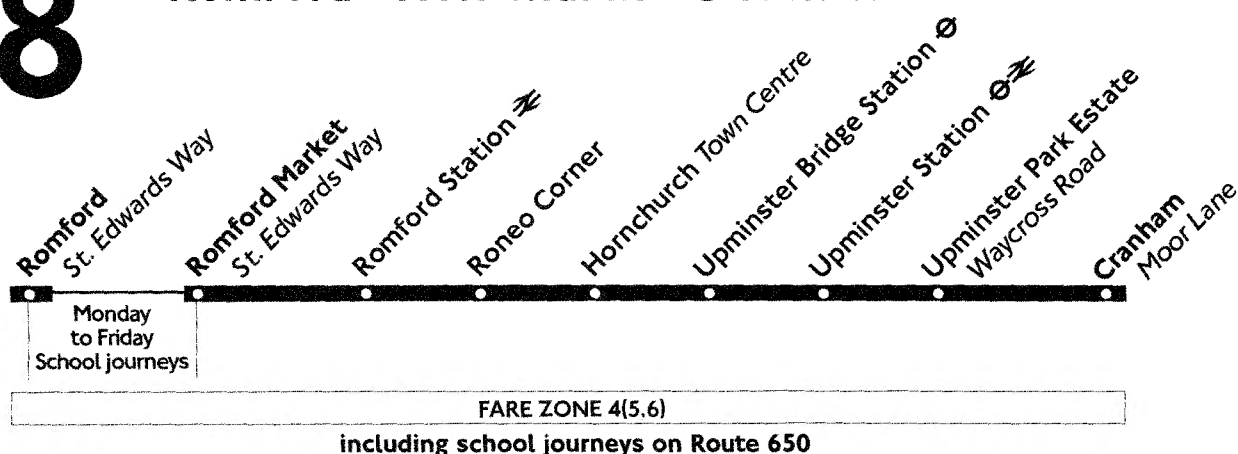 8
Romford
St. Edwards Way
Romford Market
St. Edwards Way
Romford Station
Roneo Corner
Hornchurch Town Centre
Upminster Bridge Station
Upminster Station
Upminster Park Estate
Waycross Road
Cranham
Moor Lane
Monday
to Friday
School journeys
FARE ZONE 4(5.6)
including school journeys on Route 650